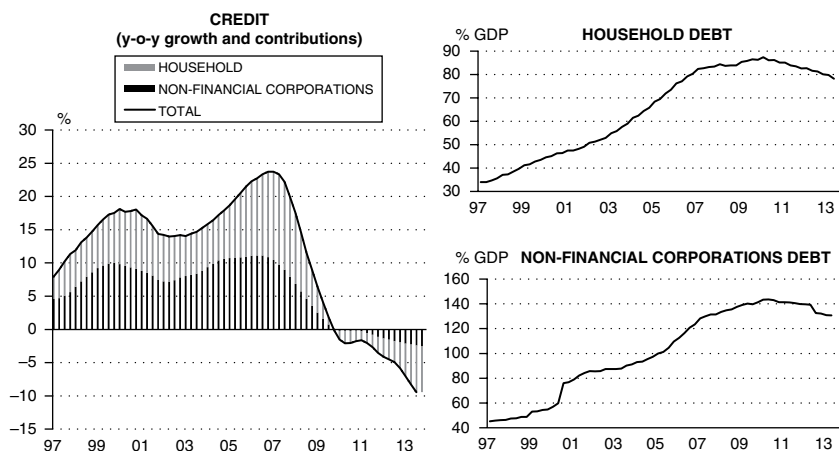 CREDIT
(y-o-y growth and contributions)
HOUSEHOLD
NON-FINANCIAL CORPORATIONS
TOTAL
%
30
25
20
15
10
5
0
–5
–10
–15
97 99 01 03 05 07 09 11 13
% GDP HOUSEHOLD DEBT
90
80
70
60
50
40
30
97 99 01 03 05 07 09 11 13
% GDP NON-FINANCIAL CORPORATIONS DEBT
160
140
120
100
80
60
40
97 99 01 03 05 07 09 11 13